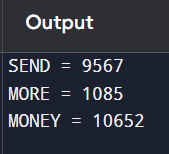 Output
SEND = 9567
MORE = 1085
MONEY = 10652